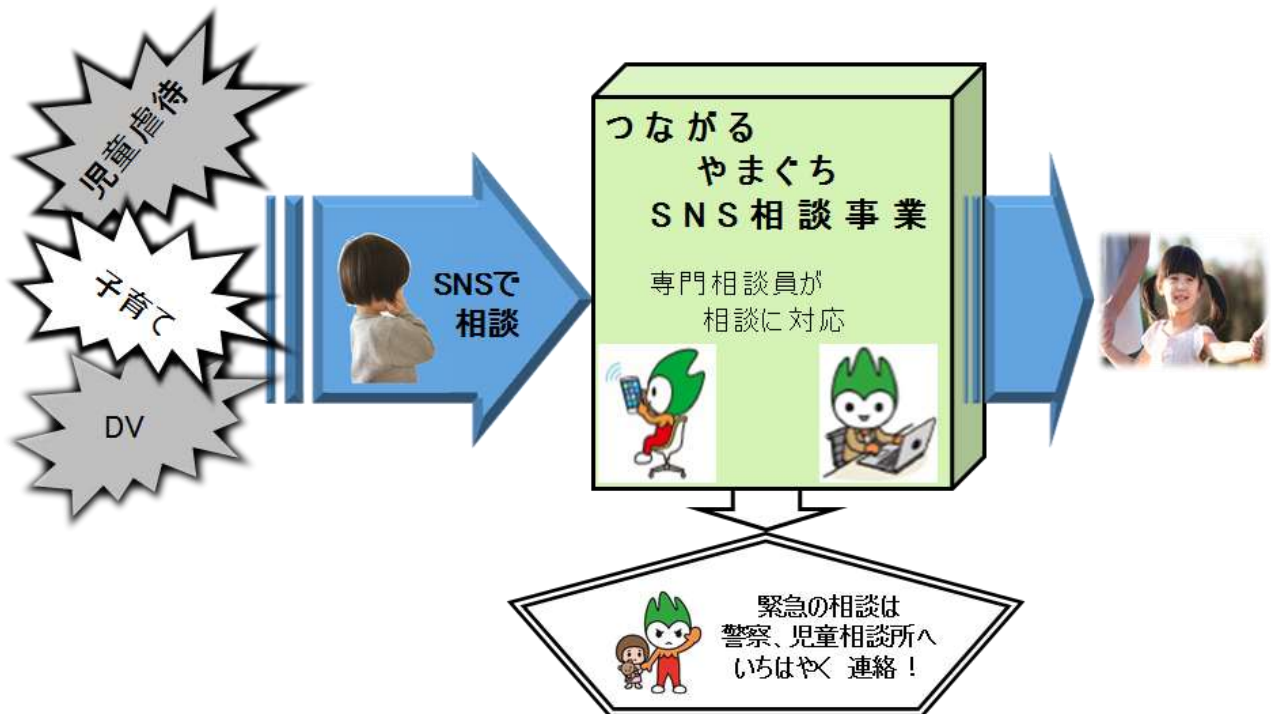 児童虐待
子育て
DV
SNSで
相談
つながる
やまぐち
SNS相談事業
専門相談員が
相談に対応
緊急の相談は
警察、児童相談所へ
いちはやく 連絡！